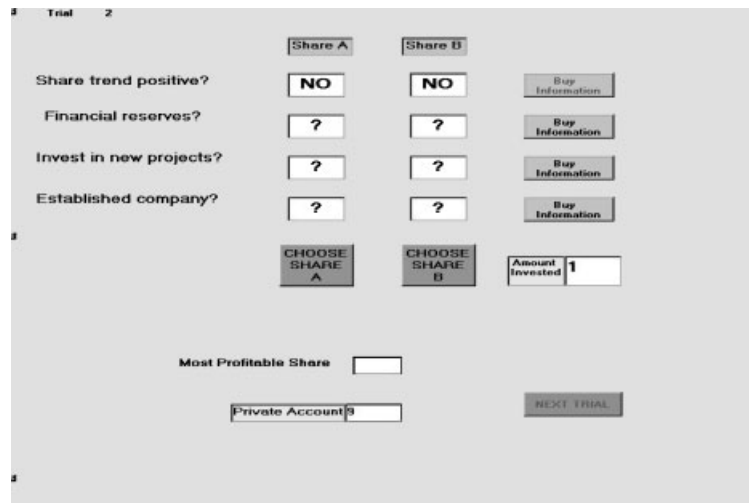 Trial 2
Share A Share B
Share trend positive? NO NO Buy Information
Financial reserves? ? ? Buy Information
Invest in new projects? ? ? Buy Information
Established company? ? ? Buy Information
CHOOSE SHARE A CHOOSE SHARE B Amount Invested 1
Most Profitable Share
Private Account 9 NEXT TRIAL